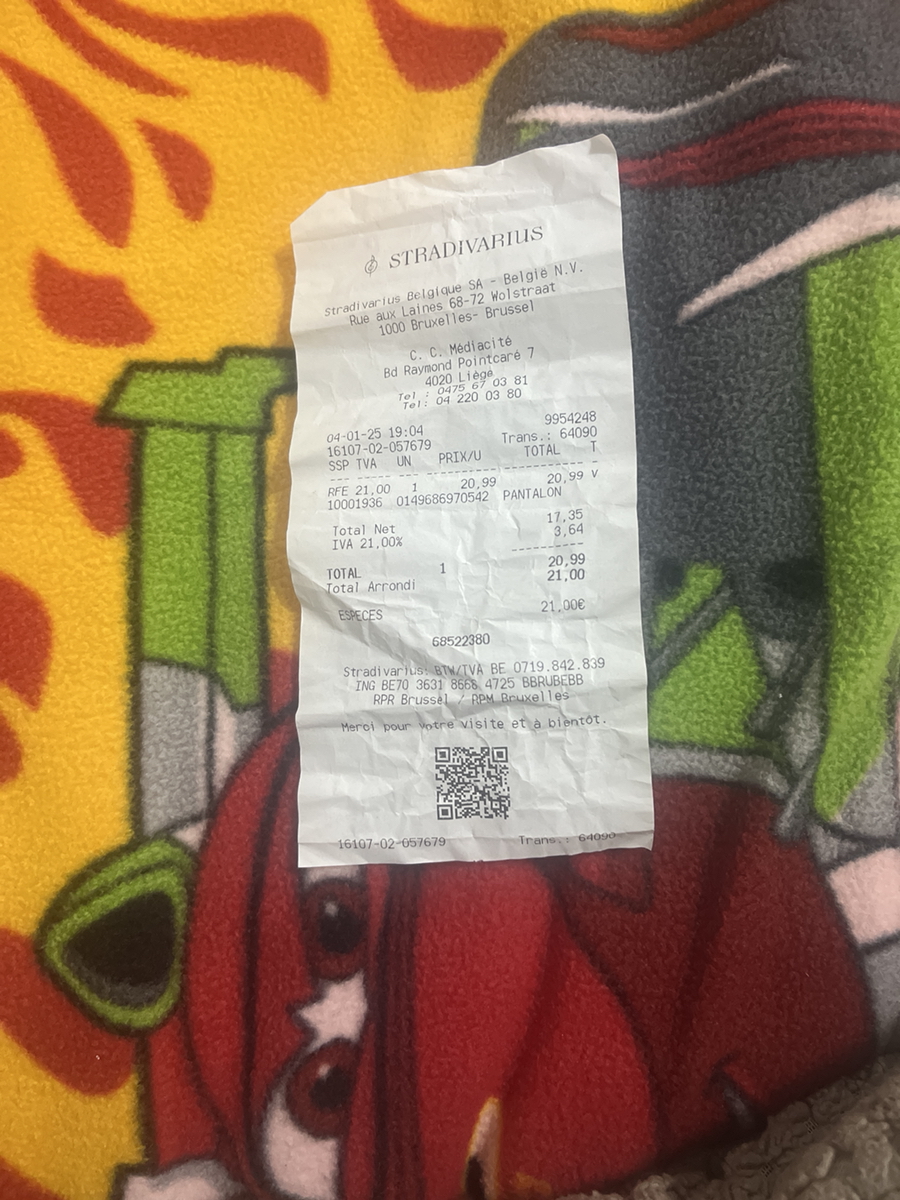 STRADIVARIUS
Stradivarius Belgique SA - België N.V.
Rue aux Laines 68-72 Wolstraat
1000 Bruxelles- Brussel
C. C. Médiacité
Bd Raymond Pointcaré 7
4020 Liège
Tel : 0475 67 03 81
Tel: 04 220 03 80
9954248
04-01-25 19:04
16107-02-057679 Trans.: 64090
SSP TVA UN PRIX/U TOTAL T
RFE 21,00 1 20,99 20,99 V
10001936 0149686970542 PANTALON
Total Net 17,35
IVA 21,00% 3,64
TOTAL 1 20,99
Total Arrondi 21,00
ESPECES 21,00€
68522380
Stradivarius: BTW/TVA BE 0719.842.839
ING BE70 3631 8666 4725 BBRUBEBB
RPR Brussel / RPM Bruxelles
Merci pour votre visite et à bientôt.
16107-02-057679 Trans.: 64090